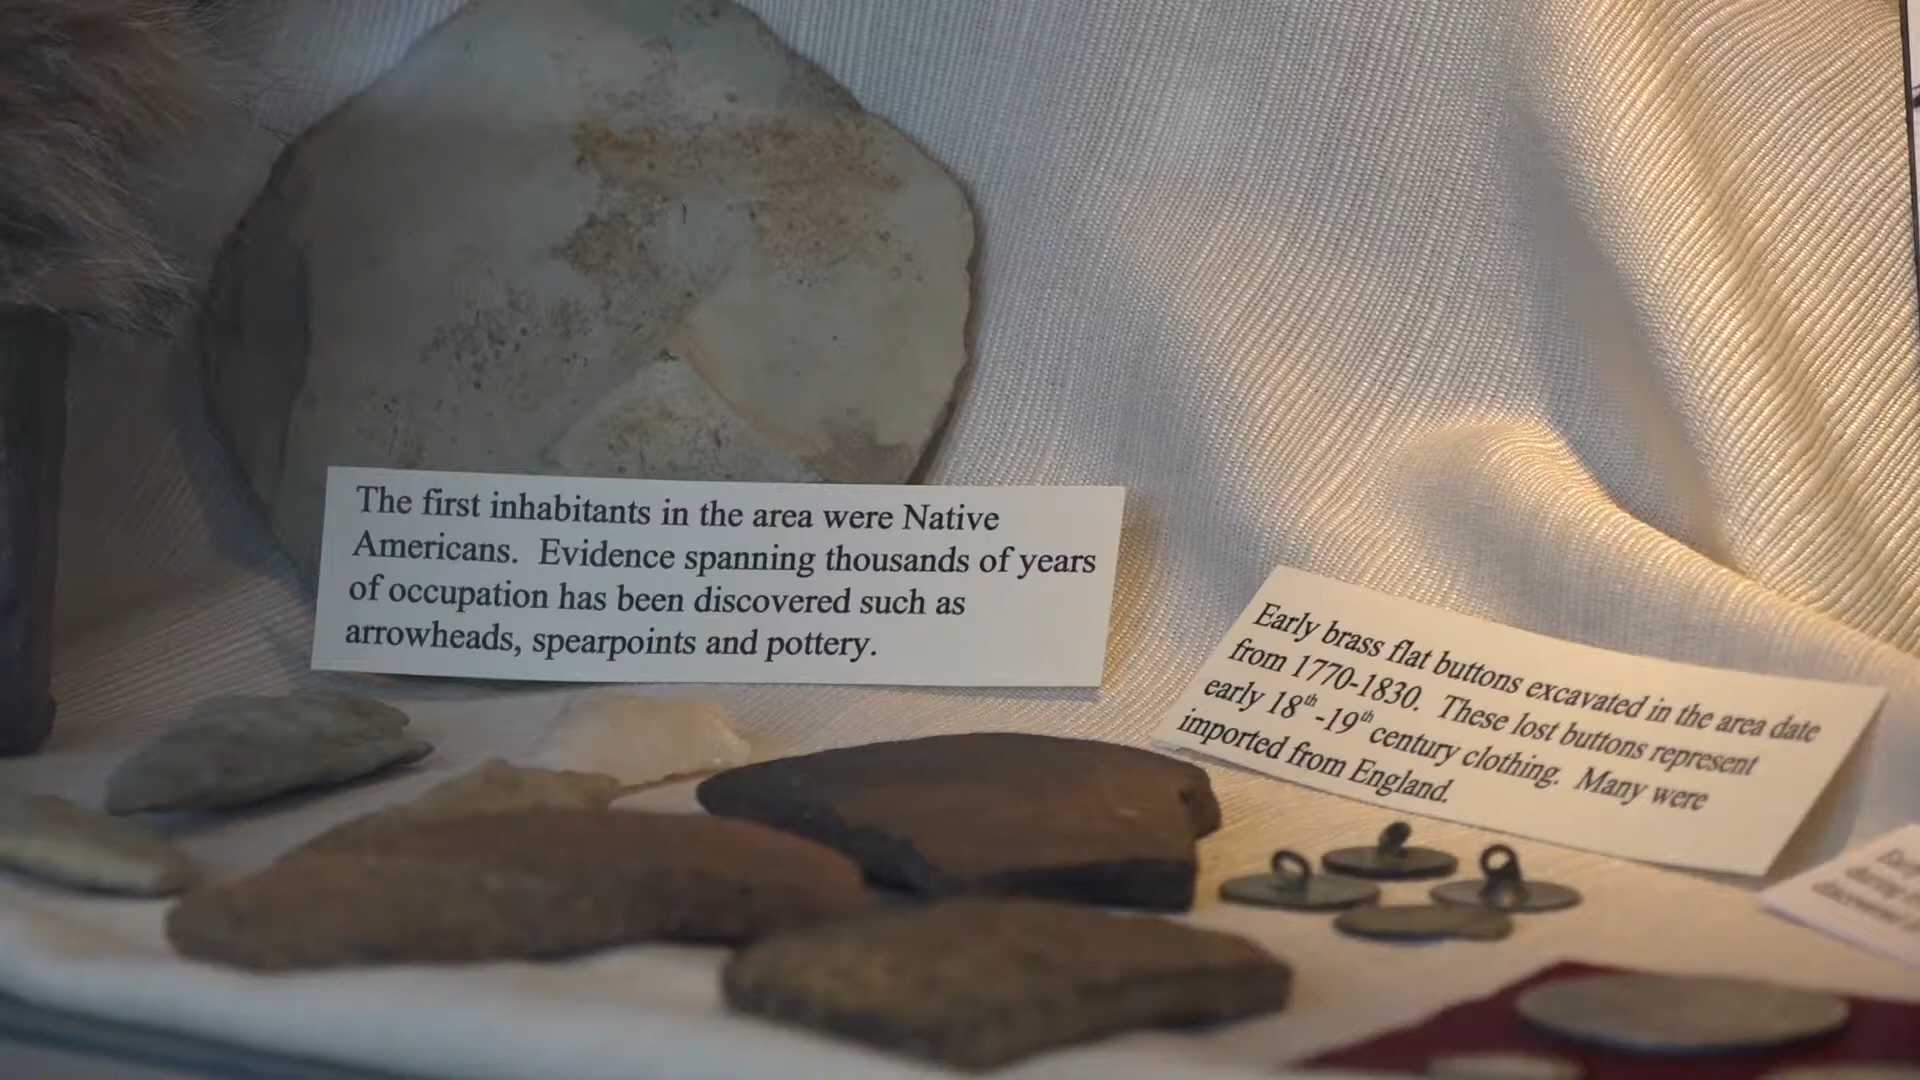 The first inhabitants in the area were Native
Americans. Evidence spanning thousands of years
of occupation has been discovered such as
arrowheads, spearpoints and pottery.
Early brass flat buttons excavated in the area date
from 1770-1830. These lost buttons represent
early 18th-19th century clothing. Many were
imported from England.